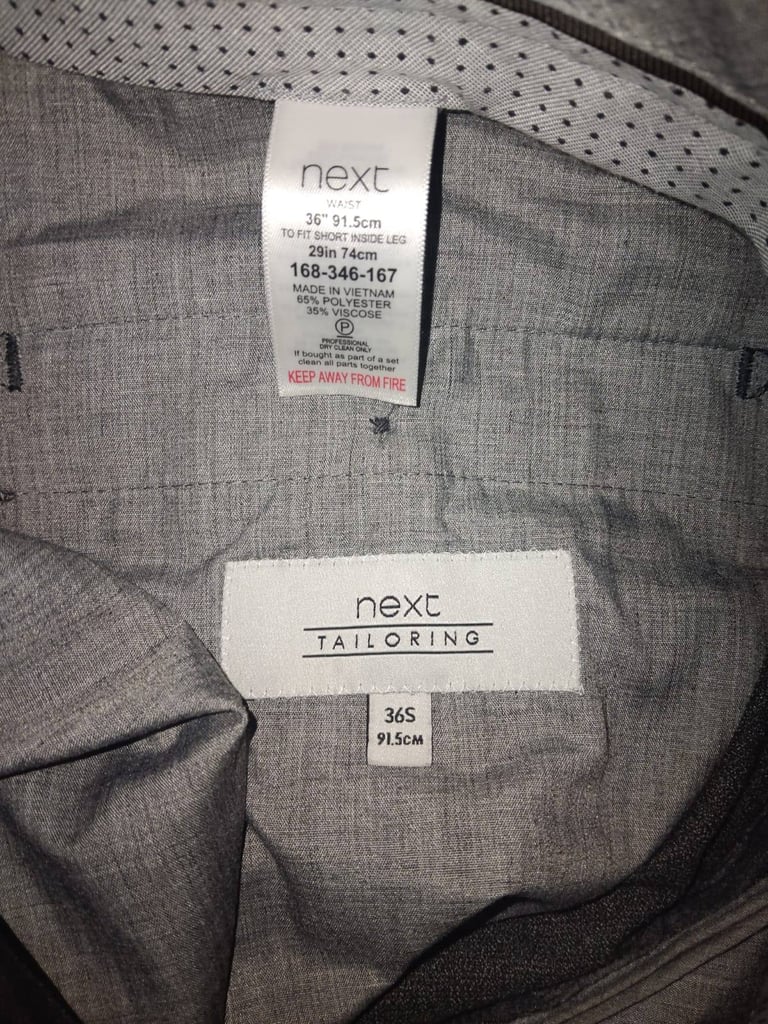 next
WAIST
36" 91.5cm
TO FIT SHORT INSIDE LEG
29in 74cm
168-346-167
MADE IN VIETNAM
65% POLYESTER
35% VISCOSE
P
PROFESSIONAL
DRY CLEAN ONLY
If bought as part of a set
clean all parts together
KEEP AWAY FROM FIRE
next
TAILORING
36S
91.5CM